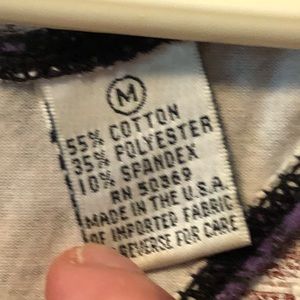 M
55% COTTON
35% POLYESTER
10% SPANDEX
RN 50369
MADE IN THE U.S.A.
OF IMPORTED FABRIC
REVERSE FOR CARE